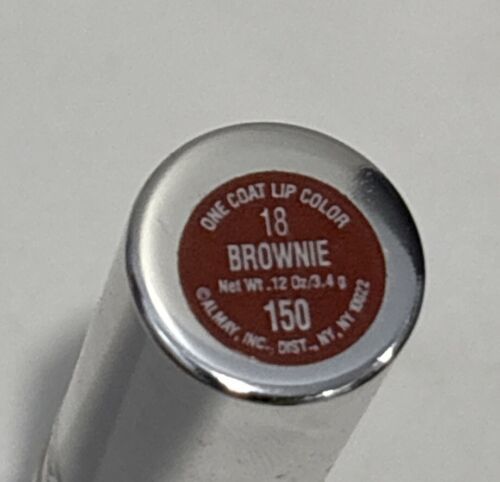 ONE COAT LIP COLOR
18
BROWNIE
Net Wt .12 Oz/3.4 g
150
©ALMAY, INC., DIST., NY, NY 10022